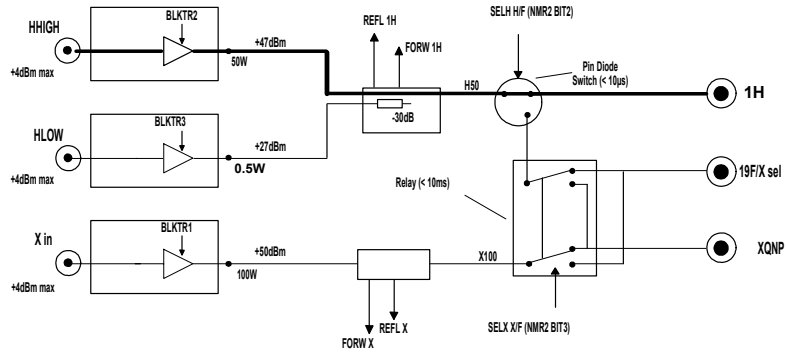 SELH H/F (NMR2 BIT2)
HHIGH
BLKTR2
+47dBm
50W
+4dBm max
REFL 1H
FORW 1H
H50
Pin Diode
Switch (< 10µs)
1H
-30dB
HLOW
BLKTR3
+27dBm
0.5W
+4dBm max
Relay (< 10ms)
19F/X sel
X in
BLKTR1
+50dBm
100W
+4dBm max
X100
XQNP
FORW X
REFL X
SELX X/F (NMR2 BIT3)